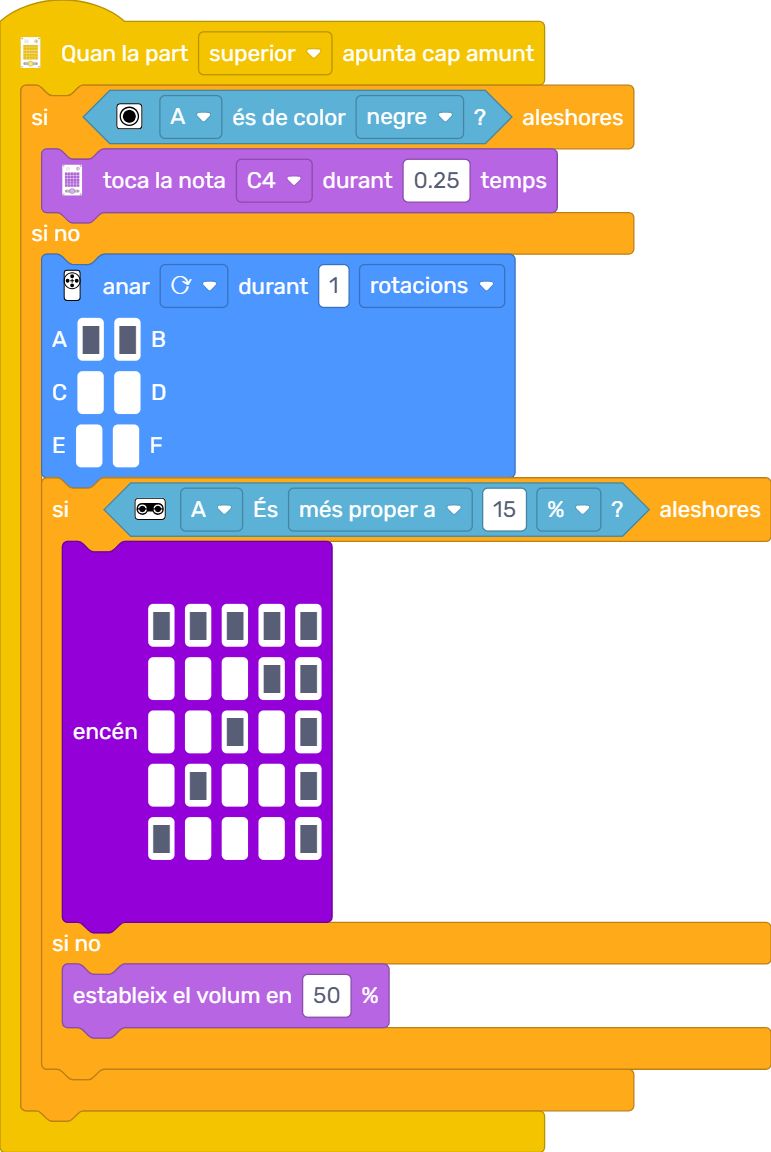 Quan la part superior apunta cap amunt
si A és de color negre ? aleshores
toca la nota C4 durant 0.25 temps
si no
anar durant 1 rotacions
A B
C D
E F
si A És més proper a 15 % ? aleshores
encén
si no
estableix el volum en 50 %